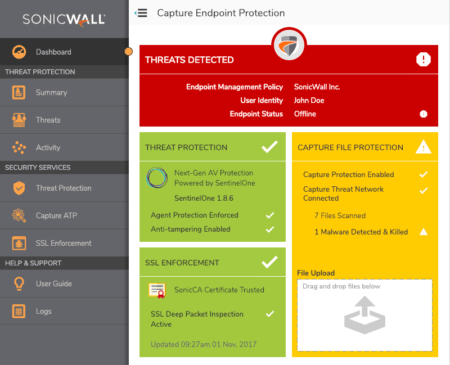 SONICWALL
Dashboard
THREAT PROTECTION
Summary
Threats
Activity
SECURITY SERVICES
Threat Protection
Capture ATP
SSL Enforcement
HELP & SUPPORT
User Guide
Logs
Capture Endpoint Protection
THREATS DETECTED
Endpoint Management Policy SonicWall Inc.
User Identity John Doe
Endpoint Status Offline
THREAT PROTECTION
Next-Gen AV Protection
Powered by SentinelOne
SentinelOne 1.8.6
Agent Protection Enforced
Anti-tampering Enabled
SSL ENFORCEMENT
SonicCA Certificate Trusted
SSL Deep Packet Inspection
Active
Updated 09:27am 01 Nov, 2017
CAPTURE FILE PROTECTION
Capture Protection Enabled
Capture Threat Network
Connected
7 Files Scanned
1 Malware Detected & Killed
File Upload
Drag and drop files below